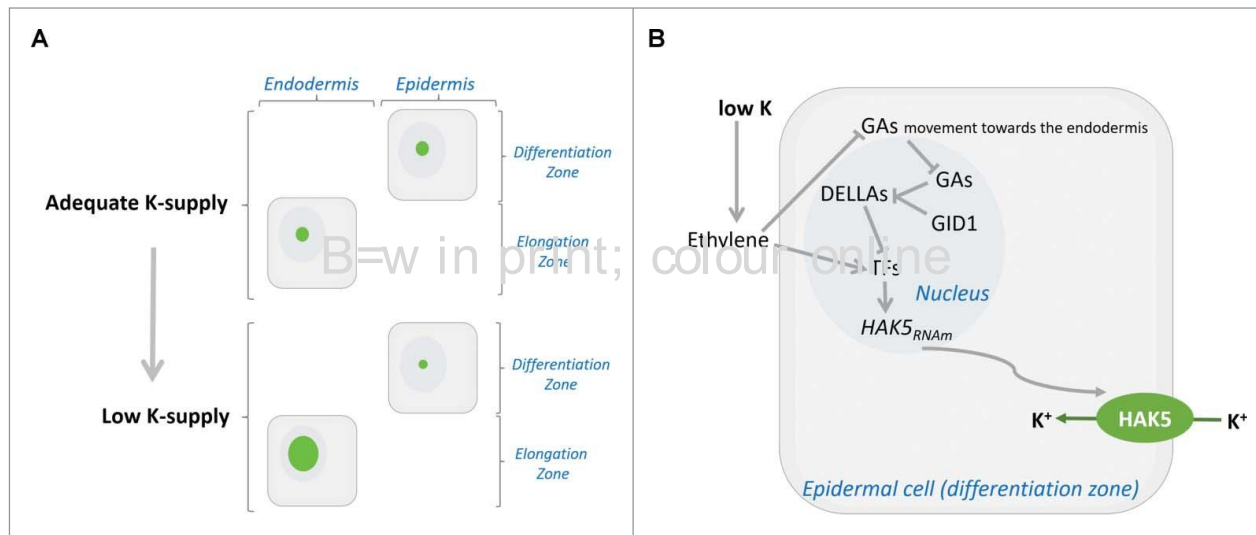 A
Endodermis
Epidermis
Differentiation
Zone
Adequate K-supply
Elongation
Zone
Differentiation
Zone
Low K-supply
Elongation
Zone
B=w in print; colour online
B
low K
GAs movement towards the endodermis
GAs
DELLAs
GID1
Ethylene
TFs
Nucleus
HAK5RNAm
K+
HAK5
K+
Epidermal cell (differentiation zone)